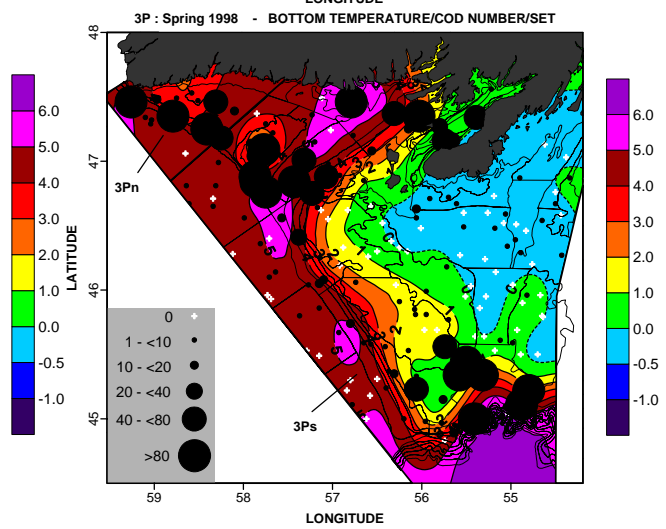 LONGITUDE
3P : Spring 1998 - BOTTOM TEMPERATURE/COD NUMBER/SET
48
47
46
45
LATITUDE
59 58 57 56 55
LONGITUDE
6.0
5.0
4.0
3.0
2.0
1.0
0.0
-0.5
-1.0
3Pn
3Ps
0
1 - <10
10 - <20
20 - <40
40 - <80
>80
6.0
5.0
4.0
3.0
2.0
1.0
0.0
-0.5
-1.0